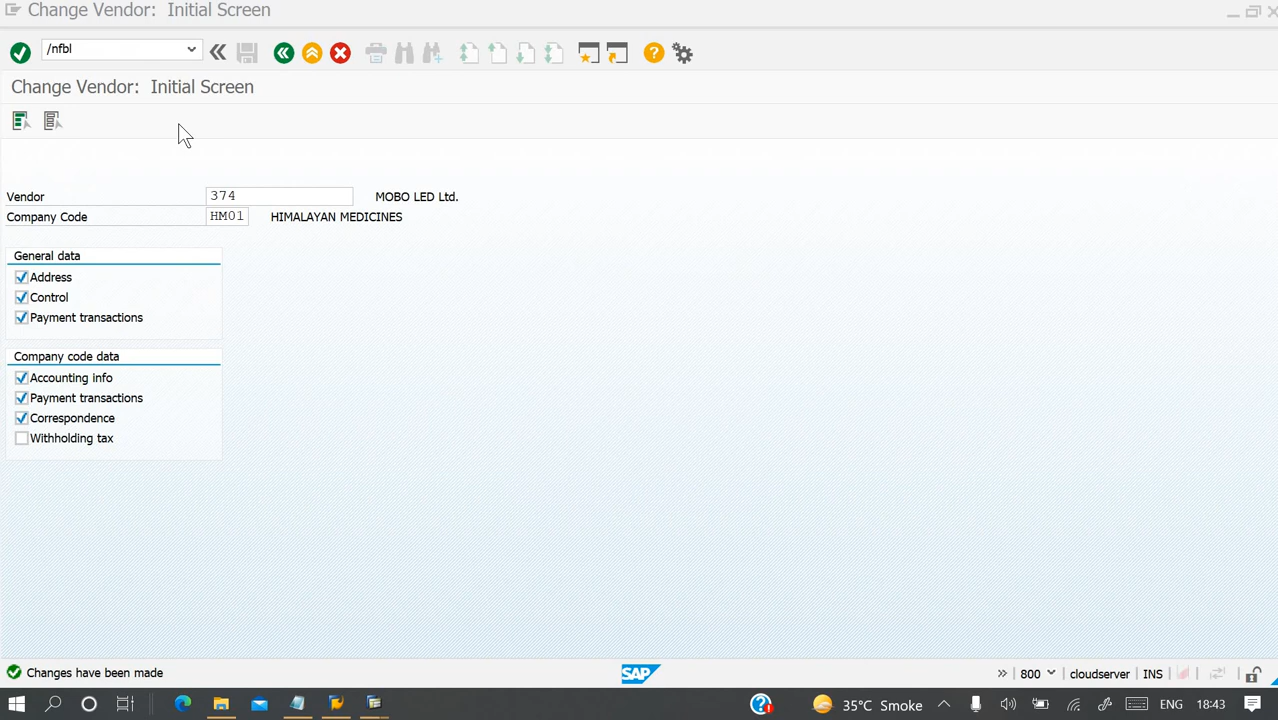 Change Vendor: Initial Screen
/nfbl
Change Vendor: Initial Screen
Vendor 374 MOBO LED Ltd.
Company Code HM01 HIMALAYAN MEDICINES
General data
Address
Control
Payment transactions
Company code data
Accounting info
Payment transactions
Correspondence
Withholding tax
Changes have been made SAP 800 cloudserver INS
35°C Smoke ENG 18:43